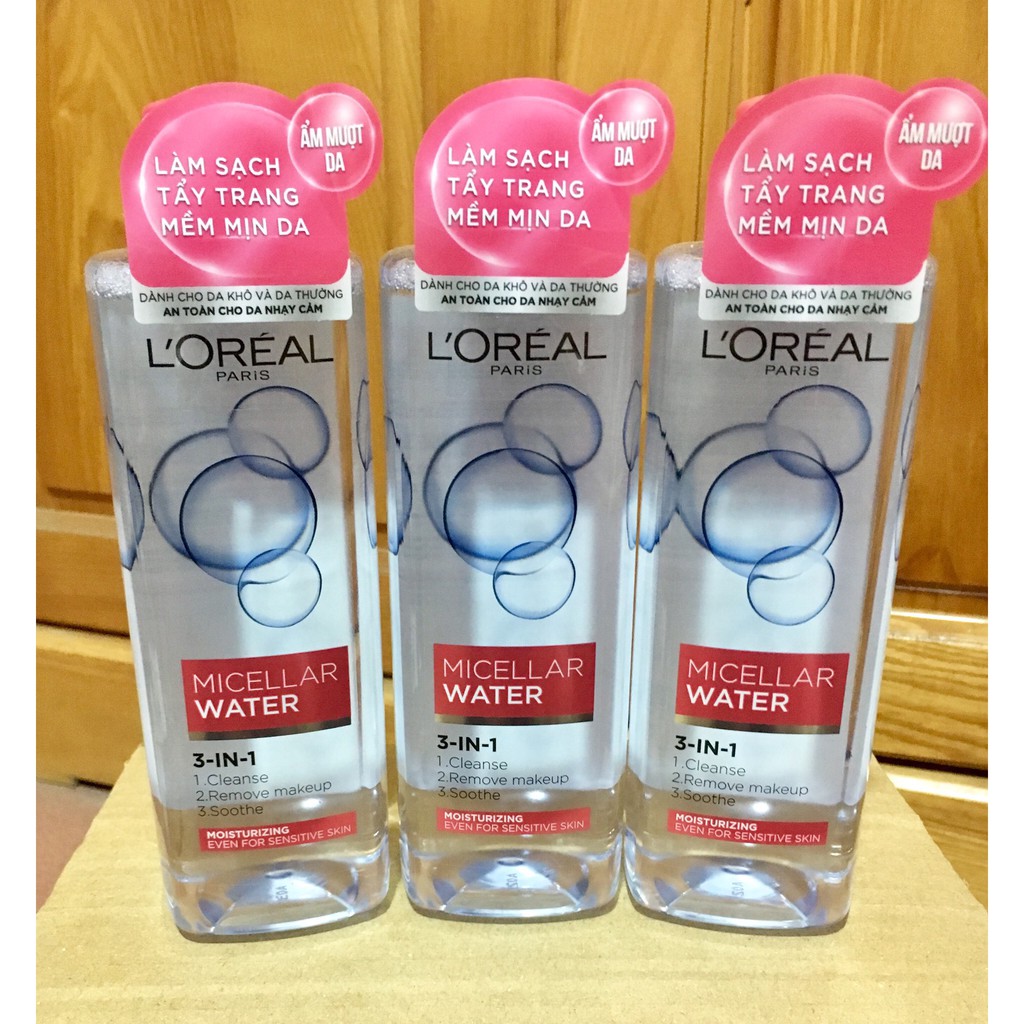 ẨM MƯỢT
DA
LÀM SẠCH
TẨY TRANG
MỀM MỊN DA
DÀNH CHO DA KHÔ VÀ DA THƯỜNG
AN TOÀN CHO DA NHẠY CẢM
L'ORÉAL
PARIS
MICELLAR
WATER
3-IN-1
1.Cleanse
2.Remove makeup
3.Soothe
MOISTURIZING
EVEN FOR SENSITIVE SKIN
ẨM MƯỢT
DA
LÀM SẠCH
TẨY TRANG
MỀM MỊN DA
DÀNH CHO DA KHÔ VÀ DA THƯỜNG
AN TOÀN CHO DA NHẠY CẢM
L'ORÉAL
PARIS
MICELLAR
WATER
3-IN-1
1.Cleanse
2.Remove makeup
3.Soothe
MOISTURIZING
EVEN FOR SENSITIVE SKIN
ẨM MƯỢT
DA
LÀM SẠCH
TẨY TRANG
MỀM MỊN DA
DÀNH CHO DA KHÔ VÀ DA THƯỜNG
AN TOÀN CHO DA NHẠY CẢM
L'ORÉAL
PARIS
MICELLAR
WATER
3-IN-1
1.Cleanse
2.Remove makeup
3.Soothe
MOISTURIZING
EVEN FOR SENSITIVE SKIN